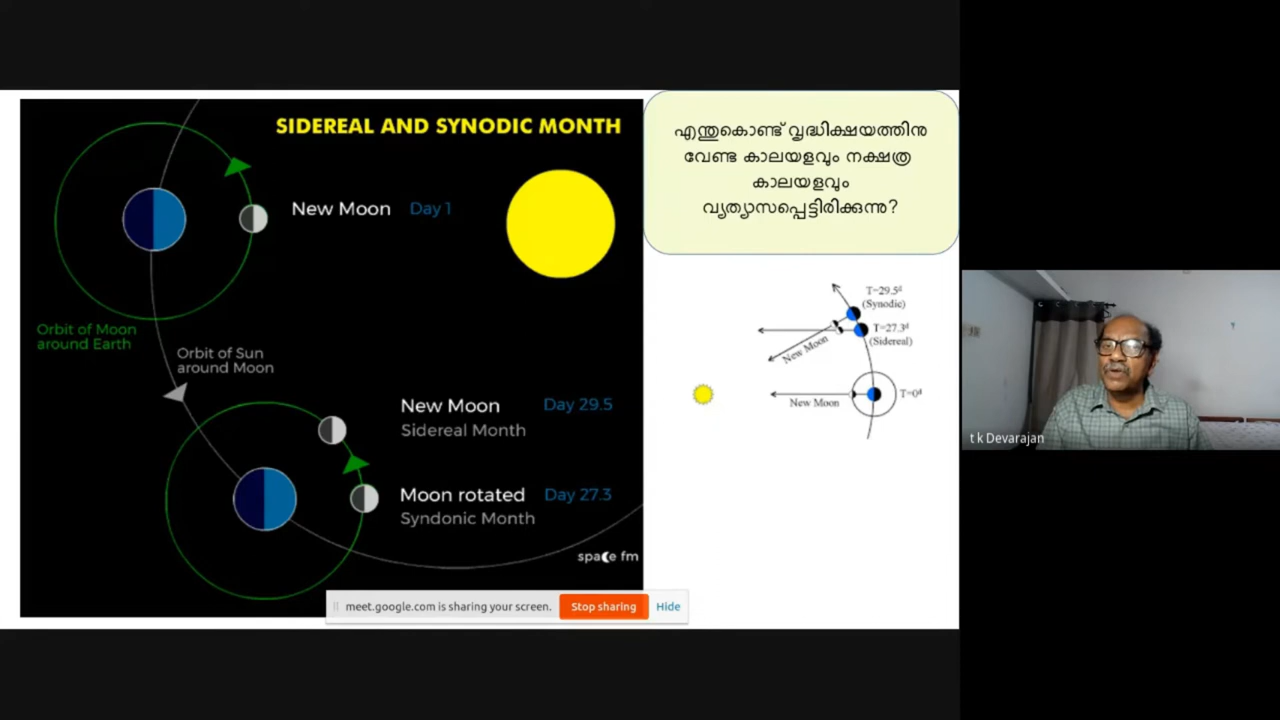 SIDEREAL AND SYNODIC MONTH
New Moon Day 1
Orbit of Moon
around Earth
Orbit of Sun
around Moon
New Moon Day 29.5
Sidereal Month
Moon rotated Day 27.3
Syndonic Month
space fm
എന്തുകൊണ്ട് വൃദ്ധിക്ഷയത്തിനു
വേണ്ട കാലയളവും നക്ഷത്ര
കാലയളവും
വ്യത്യാസപ്പെട്ടിരിക്കുന്നു?
T=29.5d
(Synodic)
T=27.3d
(Sidereal)
New Moon
T=0d
New Moon
meet.google.com is sharing your screen. Stop sharing Hide
t k Devarajan